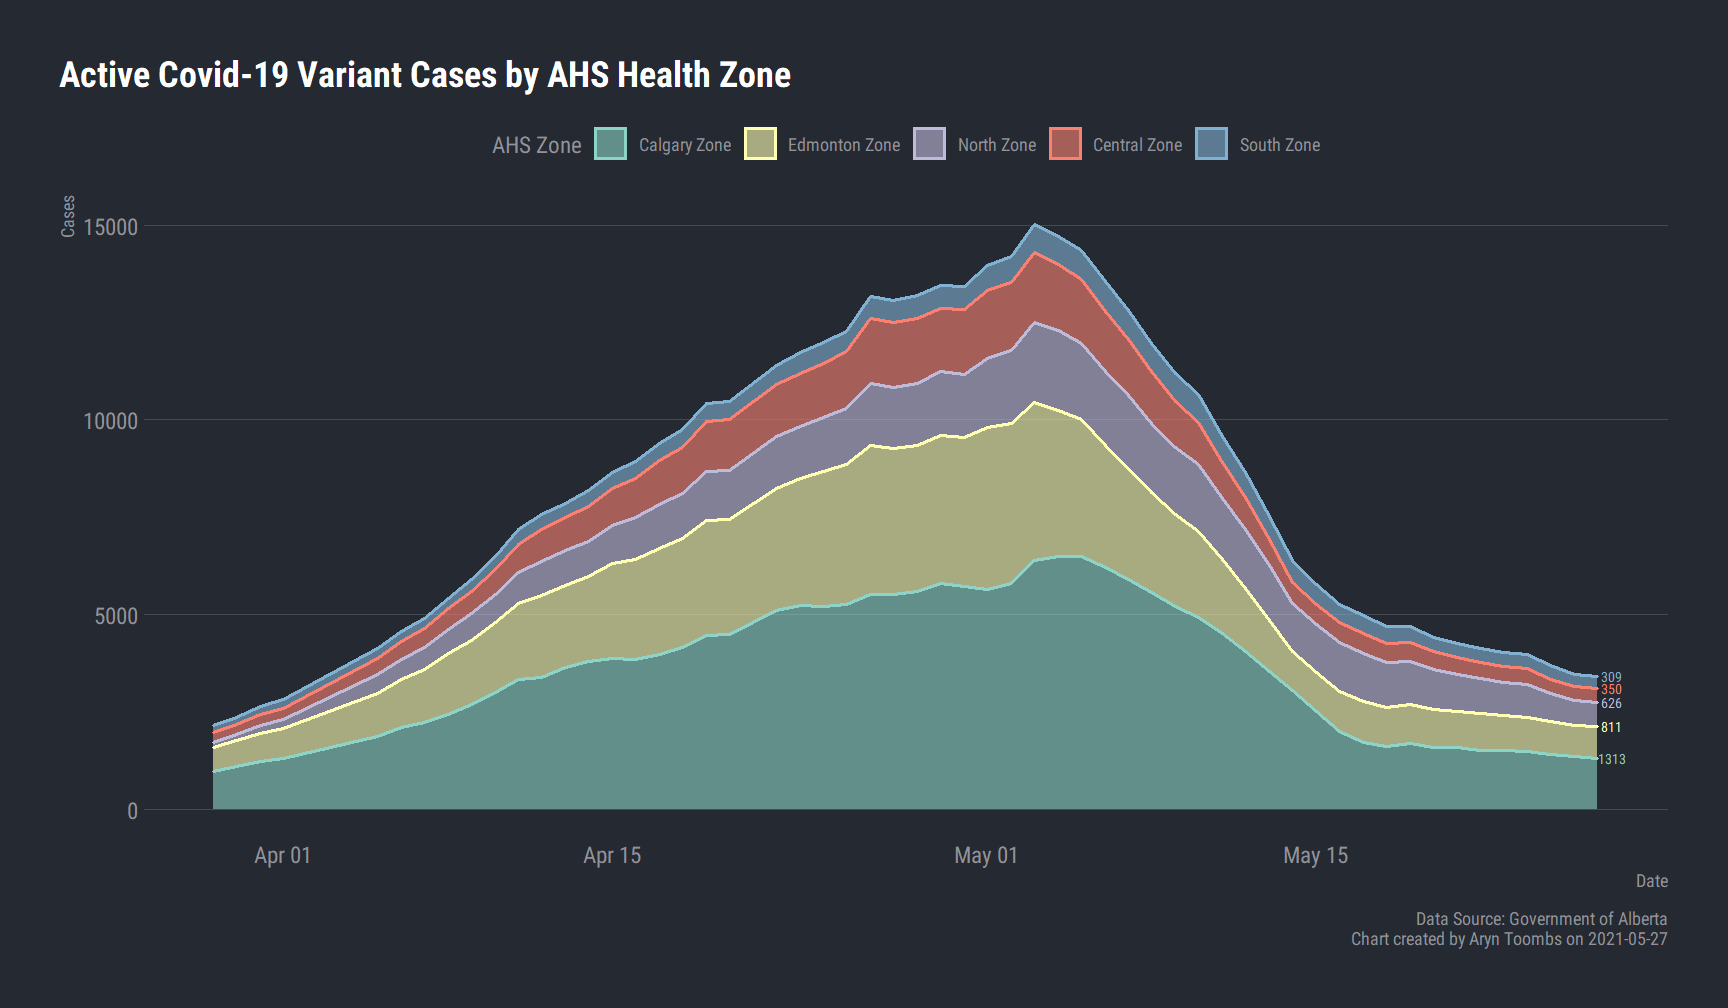 Active Covid-19 Variant Cases by AHS Health Zone
AHS Zone Calgary Zone Edmonton Zone North Zone Central Zone South Zone
Cases
15000
10000
5000
0
309
350
626
811
1313
Apr 01 Apr 15 May 01 May 15
Date
Data Source: Government of Alberta
Chart created by Aryn Toombs on 2021-05-27